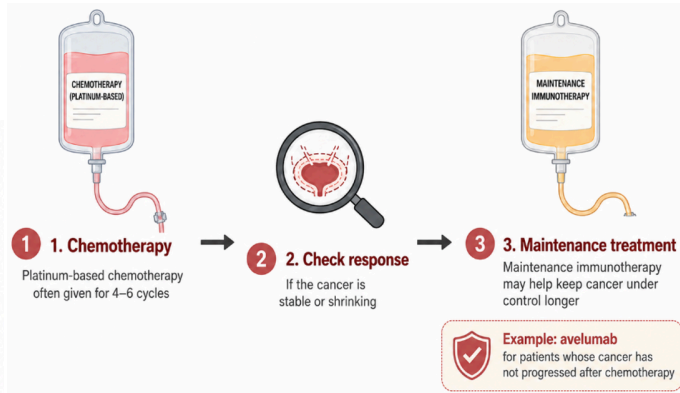 CHEMOTHERAPY
(PLATINUM-BASED)
MAINTENANCE
IMMUNOTHERAPY
1
1. Chemotherapy
Platinum-based chemotherapy
often given for 4–6 cycles
2
2. Check response
If the cancer is
stable or shrinking
3
3. Maintenance treatment
Maintenance immunotherapy
may help keep cancer under
control longer
Example: avelumab
for patients whose cancer has
not progressed after chemotherapy